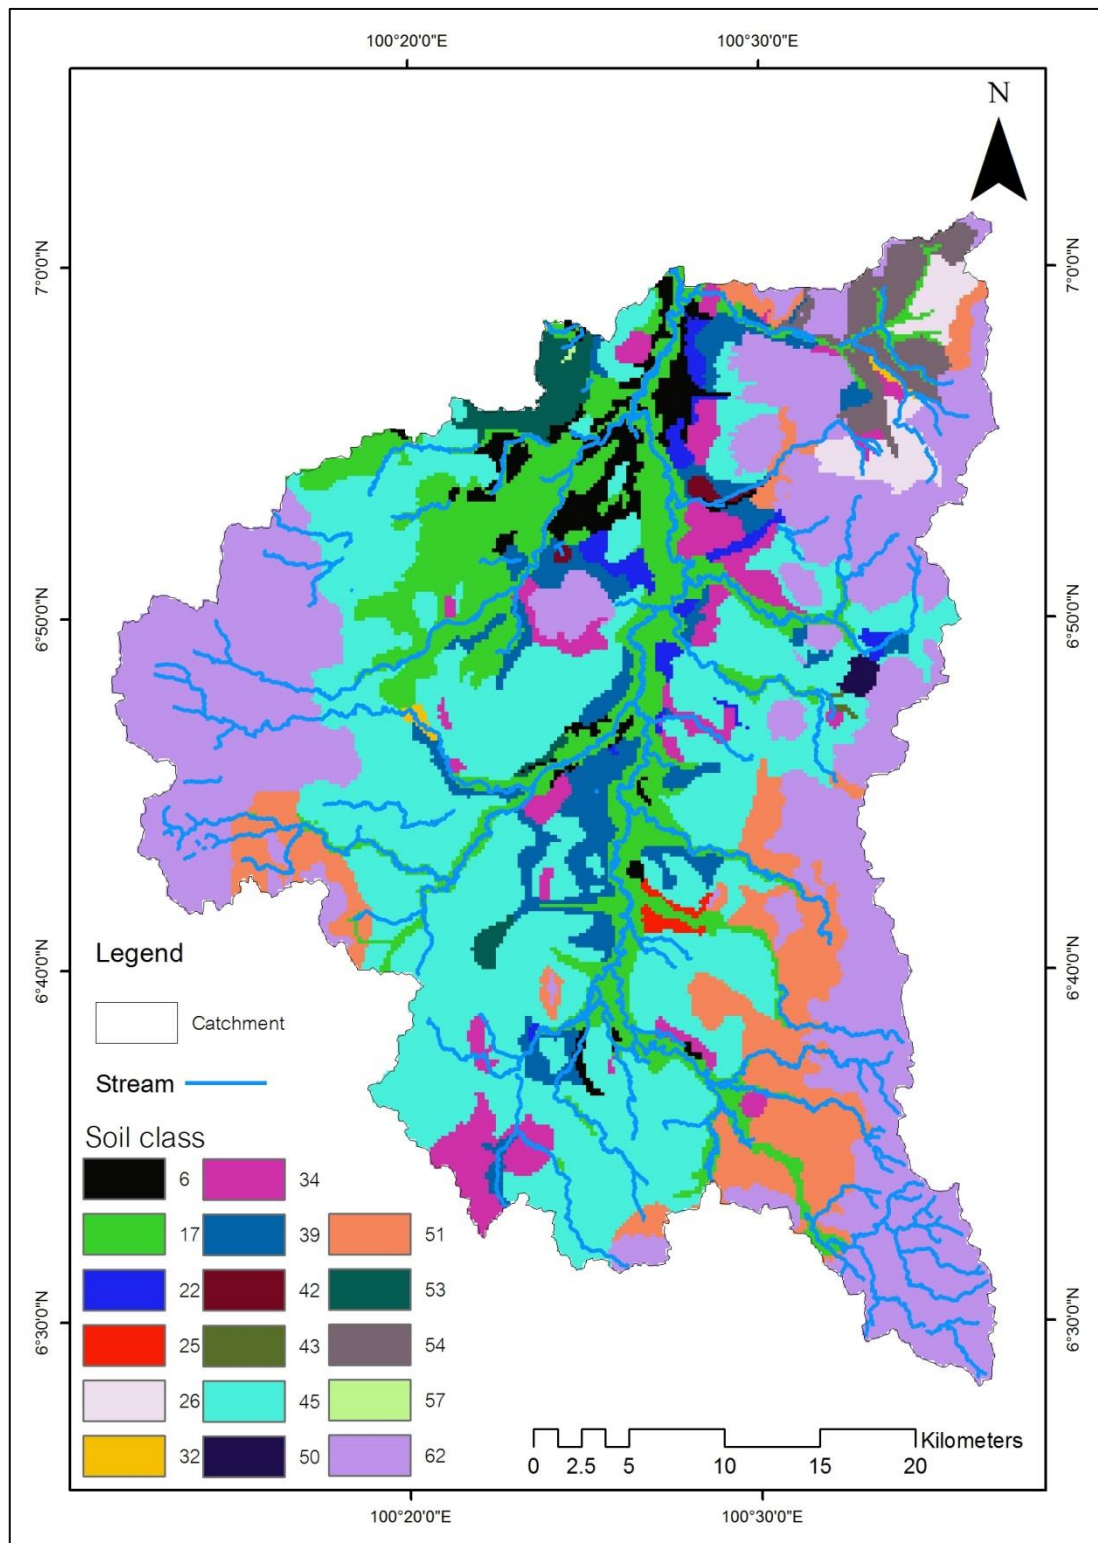 100°20'0"E 100°30'0"E
N
7°0'0"N 7°0'0"N
6°50'0"N 6°50'0"N
6°40'0"N 6°40'0"N
Legend
Catchment
Stream
Soil class
6 34
17 39 51
22 42 53
25 43 54
26 45 57
32 50 62
6°30'0"N 6°30'0"N
Kilometers
0 2.5 5 10 15 20
100°20'0"E 100°30'0"E